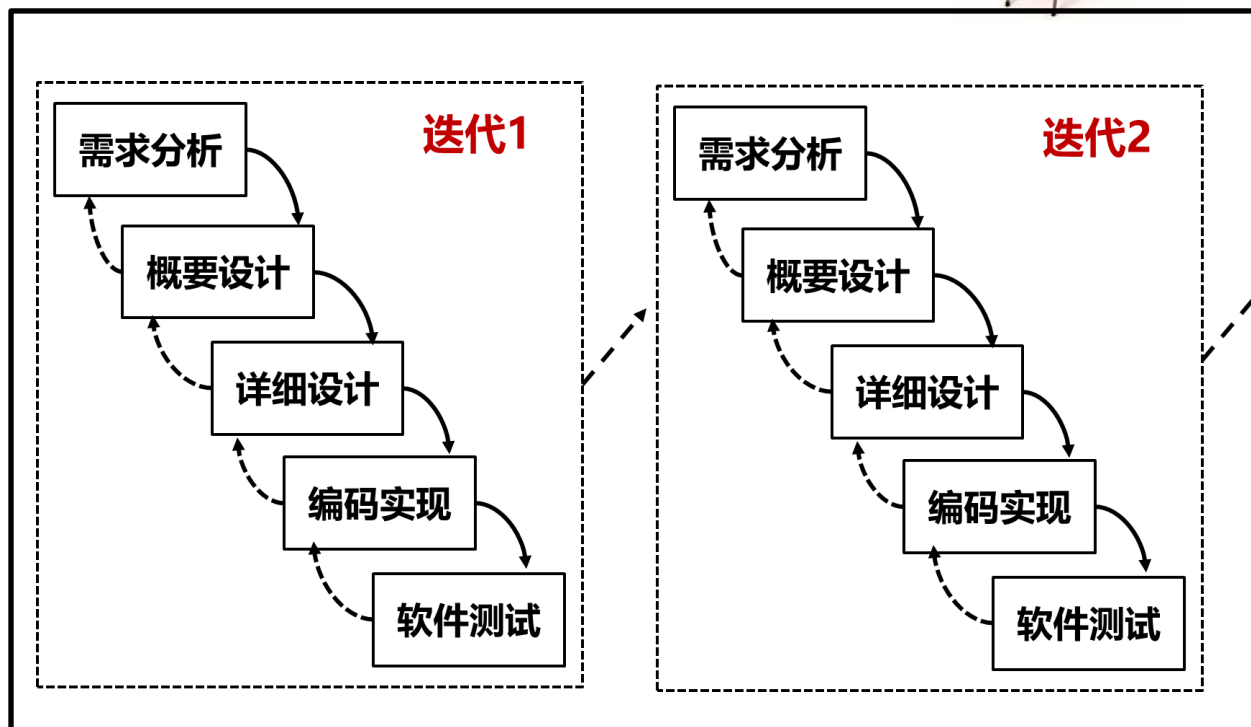 迭代1
需求分析
概要设计
详细设计
编码实现
软件测试
迭代2
需求分析
概要设计
详细设计
编码实现
软件测试